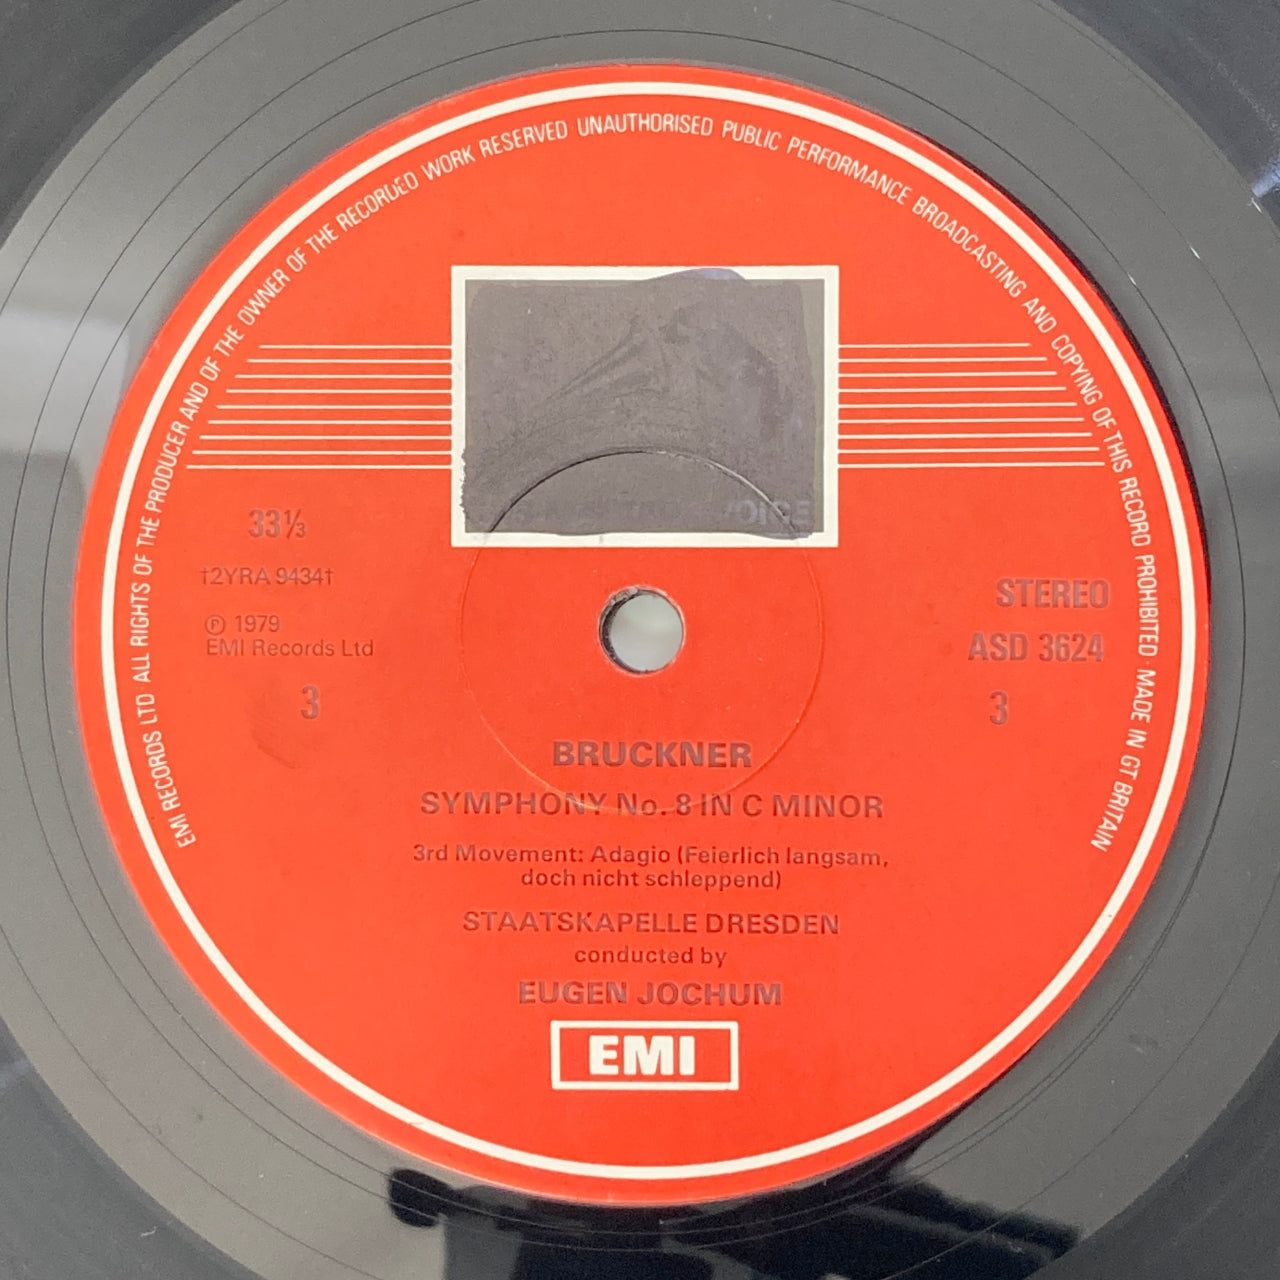 EMI RECORDS LTD · ALL RIGHTS OF THE PRODUCER AND OF THE OWNER OF THE RECORDED WORK RESERVED · UNAUTHORISED PUBLIC PERFORMANCE BROADCASTING AND COPYING OF THIS RECORD PROHIBITED · MADE IN GT BRITAIN
VOICE
33⅓
†2YRA 9434†
Ⓟ 1979
EMI Records Ltd
3
STEREO
ASD 3624
3
BRUCKNER
SYMPHONY No. 8 IN C MINOR
3rd Movement: Adagio (Feierlich langsam,
doch nicht schleppend)
STAATSKAPELLE DRESDEN
conducted by
EUGEN JOCHUM
EMI